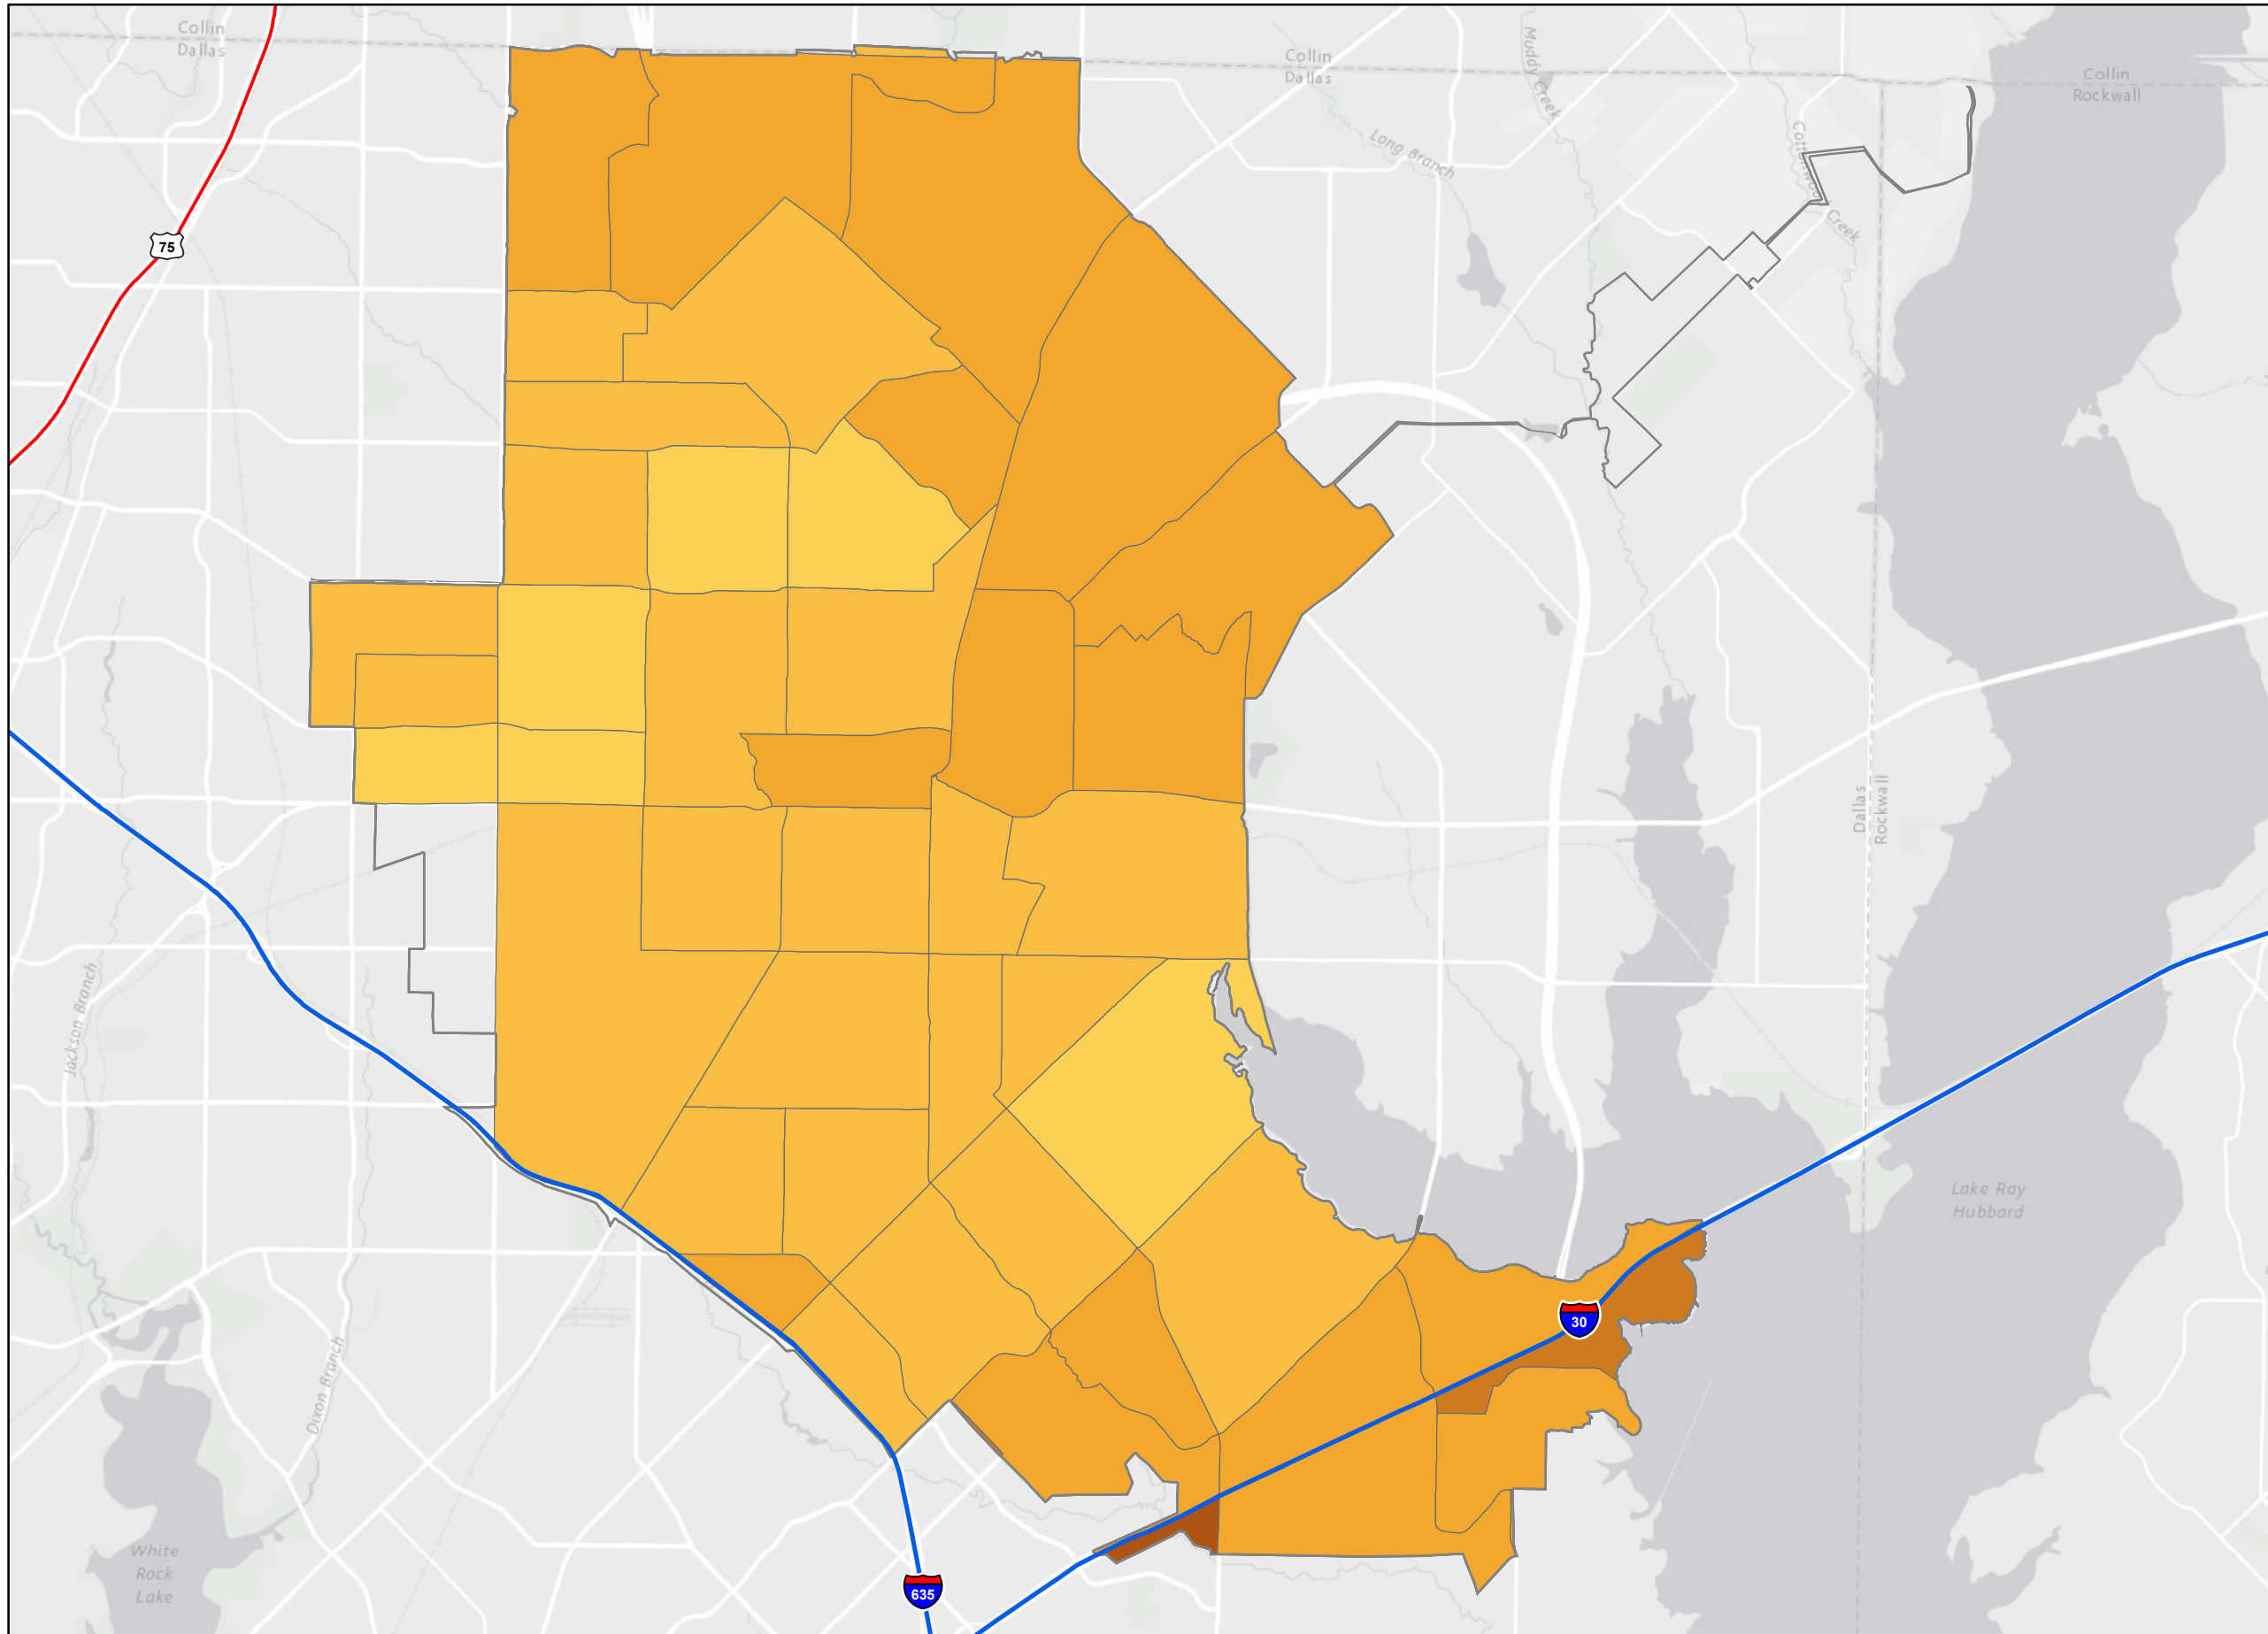 Collin
Dallas
Collin
Dallas
Muddy Creek
Collin
Rockwall
Long Branch
Cottonwood Creek
75
Dallas
Rockwall
Jackson Branch
Lake Ray
Hubbard
30
Dixon Branch
White
Rock
Lake
635